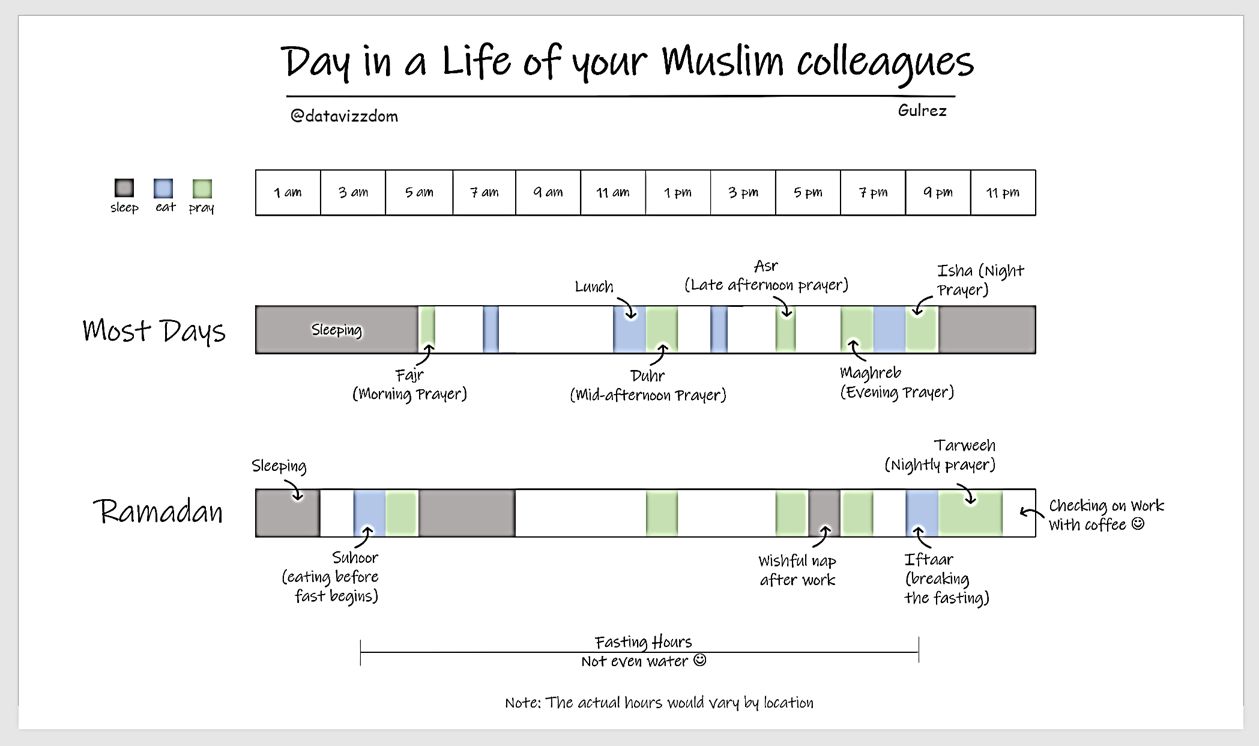 Day in a Life of your Muslim colleagues
@datavizzdom
Gulrez
sleep eat pray
1 am 3 am 5 am 7 am 9 am 11 am 1 pm 3 pm 5 pm 7 pm 9 pm 11 pm
Most Days
Sleeping
Fajr
(Morning Prayer)
Lunch
Duhr
(Mid-afternoon Prayer)
Asr
(Late afternoon prayer)
Maghreb
(Evening Prayer)
Isha (Night
Prayer)
Ramadan
Sleeping
Suhoor
(eating before
fast begins)
Wishful nap
after work
Tarweeh
(Nightly prayer)
Iftaar
(breaking
the fasting)
Checking on Work
With coffee ☺
Fasting Hours
Not even water ☺
Note: The actual hours would vary by location